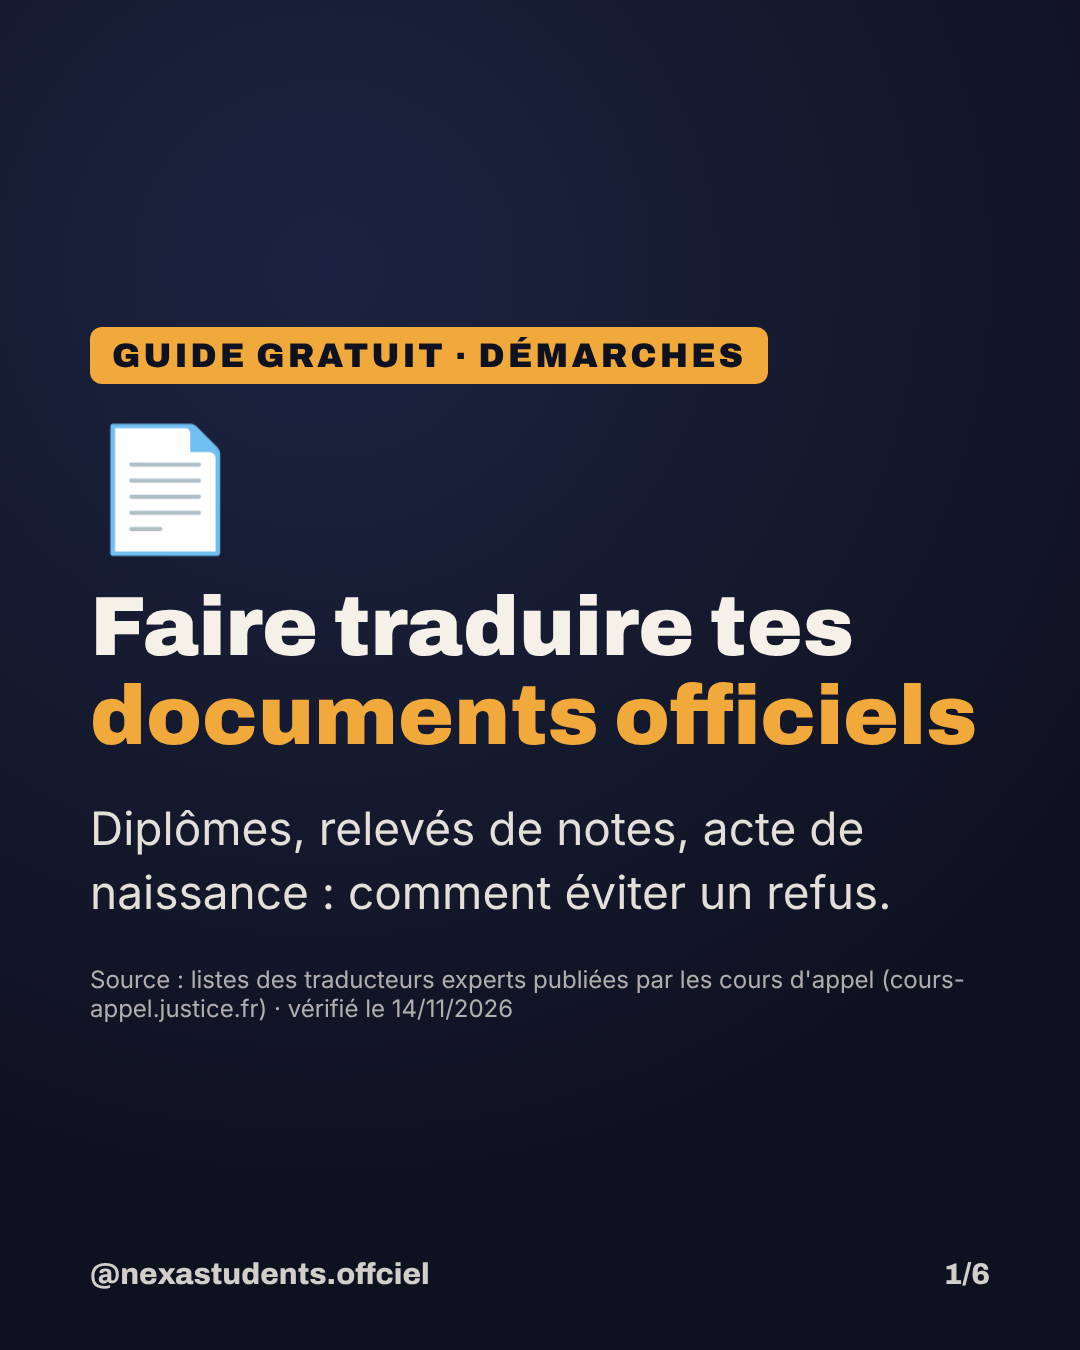 GUIDE GRATUIT · DÉMARCHES
Faire traduire tes
documents officiels
Diplômes, relevés de notes, acte de
naissance : comment éviter un refus.
Source : listes des traducteurs experts publiées par les cours d'appel (cours-
appel.justice.fr) · vérifié le 14/11/2026
@nexastudents.offciel
1/6